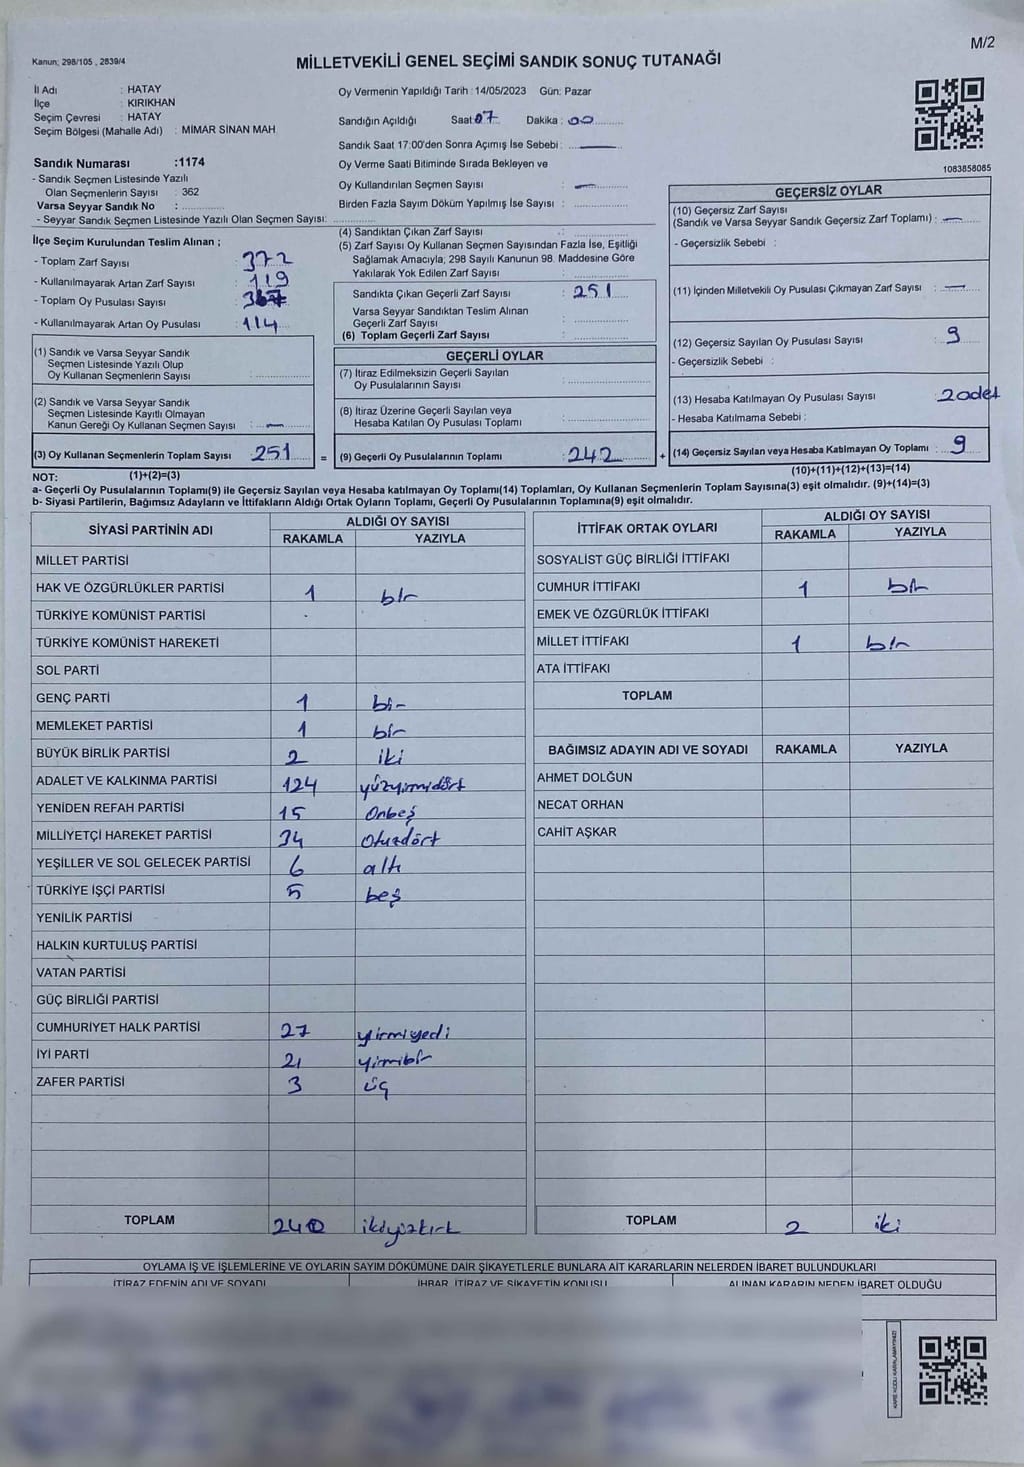 M/2
Kanun; 298/105 , 2839/4
MİLLETVEKİLİ GENEL SEÇİMİ SANDIK SONUÇ TUTANAĞI
İl Adı : HATAY
İlçe : KIRIKHAN
Seçim Çevresi : HATAY
Seçim Bölgesi (Mahalle Adı) : MİMAR SİNAN MAH.
Sandık Numarası :1174
- Sandık Seçmen Listesinde Yazılı
Olan Seçmenlerin Sayısı : 362
Varsa Seyyar Sandık No :
- Seyyar Sandık Seçmen Listesinde Yazılı Olan Seçmen Sayısı:
Oy Vermenin Yapıldığı Tarih : 14/05/2023 Gün: Pazar
Sandığın Açıldığı Saat: 07 Dakika : 00
Sandık Saat 17:00'den Sonra Açımış İse Sebebi : —
Oy Verme Saati Bitiminde Sırada Bekleyen ve
Oy Kullandırılan Seçmen Sayısı : —
Birden Fazla Sayım Döküm Yapılmış İse Sayısı :
1083858085
İlçe Seçim Kurulundan Teslim Alınan ;
- Toplam Zarf Sayısı : 372
- Kullanılmayarak Artan Zarf Sayısı : 119
- Toplam Oy Pusulası Sayısı :
- Kullanılmayarak Artan Oy Pusulası : 114
(1) Sandık ve Varsa Seyyar Sandık
Seçmen Listesinde Yazılı Olup
Oy Kullanan Seçmenlerin Sayısı :
(2) Sandık ve Varsa Seyyar Sandık
Seçmen Listesinde Kayıtlı Olmayan
Kanun Gereği Oy Kullanan Seçmen Sayısı : —
(3) Oy Kullanan Seçmenlerin Toplam Sayısı : 251 =
(4) Sandıktan Çıkan Zarf Sayısı :
(5) Zarf Sayısı Oy Kullanan Seçmen Sayısından Fazla İse, Eşitliği
Sağlamak Amacıyla; 298 Sayılı Kanunun 98. Maddesine Göre
Yakılarak Yok Edilen Zarf Sayısı :
Sandıkta Çıkan Geçerli Zarf Sayısı : 251
Varsa Seyyar Sandıktan Teslim Alınan
Geçerli Zarf Sayısı :
(6) Toplam Geçerli Zarf Sayısı :
GEÇERLİ OYLAR
(7) İtiraz Edilmeksizin Geçerli Sayılan
Oy Pusulalarının Sayısı :
(8) İtiraz Üzerine Geçerli Sayılan veya
Hesaba Katılan Oy Pusulası Toplamı :
(9) Geçerli Oy Pusulalarının Toplamı : 242 +
GEÇERSİZ OYLAR
(10) Geçersiz Zarf Sayısı
(Sandık ve Varsa Seyyar Sandık Geçersiz Zarf Toplamı) : —
- Geçersizlik Sebebi :
(11) İçinden Milletvekili Oy Pusulası Çıkmayan Zarf Sayısı : —
(12) Geçersiz Sayılan Oy Pusulası Sayısı : 9
- Geçersizlik Sebebi :
(13) Hesaba Katılmayan Oy Pusulası Sayısı 2 adet
- Hesaba Katılmama Sebebi :
(14) Geçersiz Sayılan veya Hesaba Katılmayan Oy Toplamı : 9
NOT: (1)+(2)=(3) (10)+(11)+(12)+(13)=(14)
a- Geçerli Oy Pusulalarının Toplamı(9) ile Geçersiz Sayılan veya Hesaba katılmayan Oy Toplamı(14) Toplamları, Oy Kullanan Seçmenlerin Toplam Sayısına(3) eşit olmalıdır. (9)+(14)=(3)
b- Siyasi Partilerin, Bağımsız Adayların ve İttifakların Aldığı Ortak Oyların Toplamı, Geçerli Oy Pusulalarının Toplamına(9) eşit olmalıdır.
SİYASİ PARTİNİN ADI ALDIĞI OY SAYISI
RAKAMLA YAZIYLA
MİLLET PARTİSİ
HAK VE ÖZGÜRLÜKLER PARTİSİ 1 bir
TÜRKİYE KOMÜNİST PARTİSİ
TÜRKİYE KOMÜNİST HAREKETİ
SOL PARTİ
GENÇ PARTİ 1 bir
MEMLEKET PARTİSİ 1 bir
BÜYÜK BİRLİK PARTİSİ 2 iki
ADALET VE KALKINMA PARTİSİ 124 yüzyirmidört
YENİDEN REFAH PARTİSİ 15 Onbeş
MİLLİYETÇİ HAREKET PARTİSİ 34 Otuzdört
YEŞİLLER VE SOL GELECEK PARTİSİ 6 altı
TÜRKİYE İŞÇİ PARTİSİ 5 beş
YENİLİK PARTİSİ
HALKIN KURTULUŞ PARTİSİ
VATAN PARTİSİ
GÜÇ BİRLİĞİ PARTİSİ
CUMHURİYET HALK PARTİSİ 27 yirmiyedi
İYİ PARTİ 21 yirmibir
ZAFER PARTİSİ 3 üç
TOPLAM 240 ikiyüzkırk
İTTİFAK ORTAK OYLARI ALDIĞI OY SAYISI
RAKAMLA YAZIYLA
SOSYALİST GÜÇ BİRLİĞİ İTTİFAKI
CUMHUR İTTİFAKI 1 bir
EMEK VE ÖZGÜRLÜK İTTİFAKI
MİLLET İTTİFAKI 1 bir
ATA İTTİFAKI
TOPLAM
BAĞIMSIZ ADAYIN ADI VE SOYADI RAKAMLA YAZIYLA
AHMET DOLĞUN
NECAT ORHAN
CAHİT AŞKAR
TOPLAM 2 iki
OYLAMA İŞ VE İŞLEMLERİNE VE OYLARIN SAYIM DÖKÜMÜNE DAİR ŞİKAYETLERLE BUNLARA AİT KARARLARIN NELERDEN İBARET BULUNDUKLARI
İTİRAZ EDENİN ADI VE SOYADI İHBAR, İTİRAZ VE ŞİKAYETİN KONUSU ALINAN KARARIN NEDEN İBARET OLDUĞU